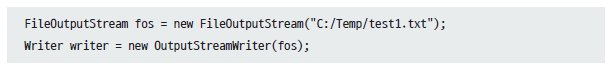 FileOutputStream fos = new FileOutputStream("C:/Temp/test1.txt");
Writer writer = new OutputStreamWriter(fos);